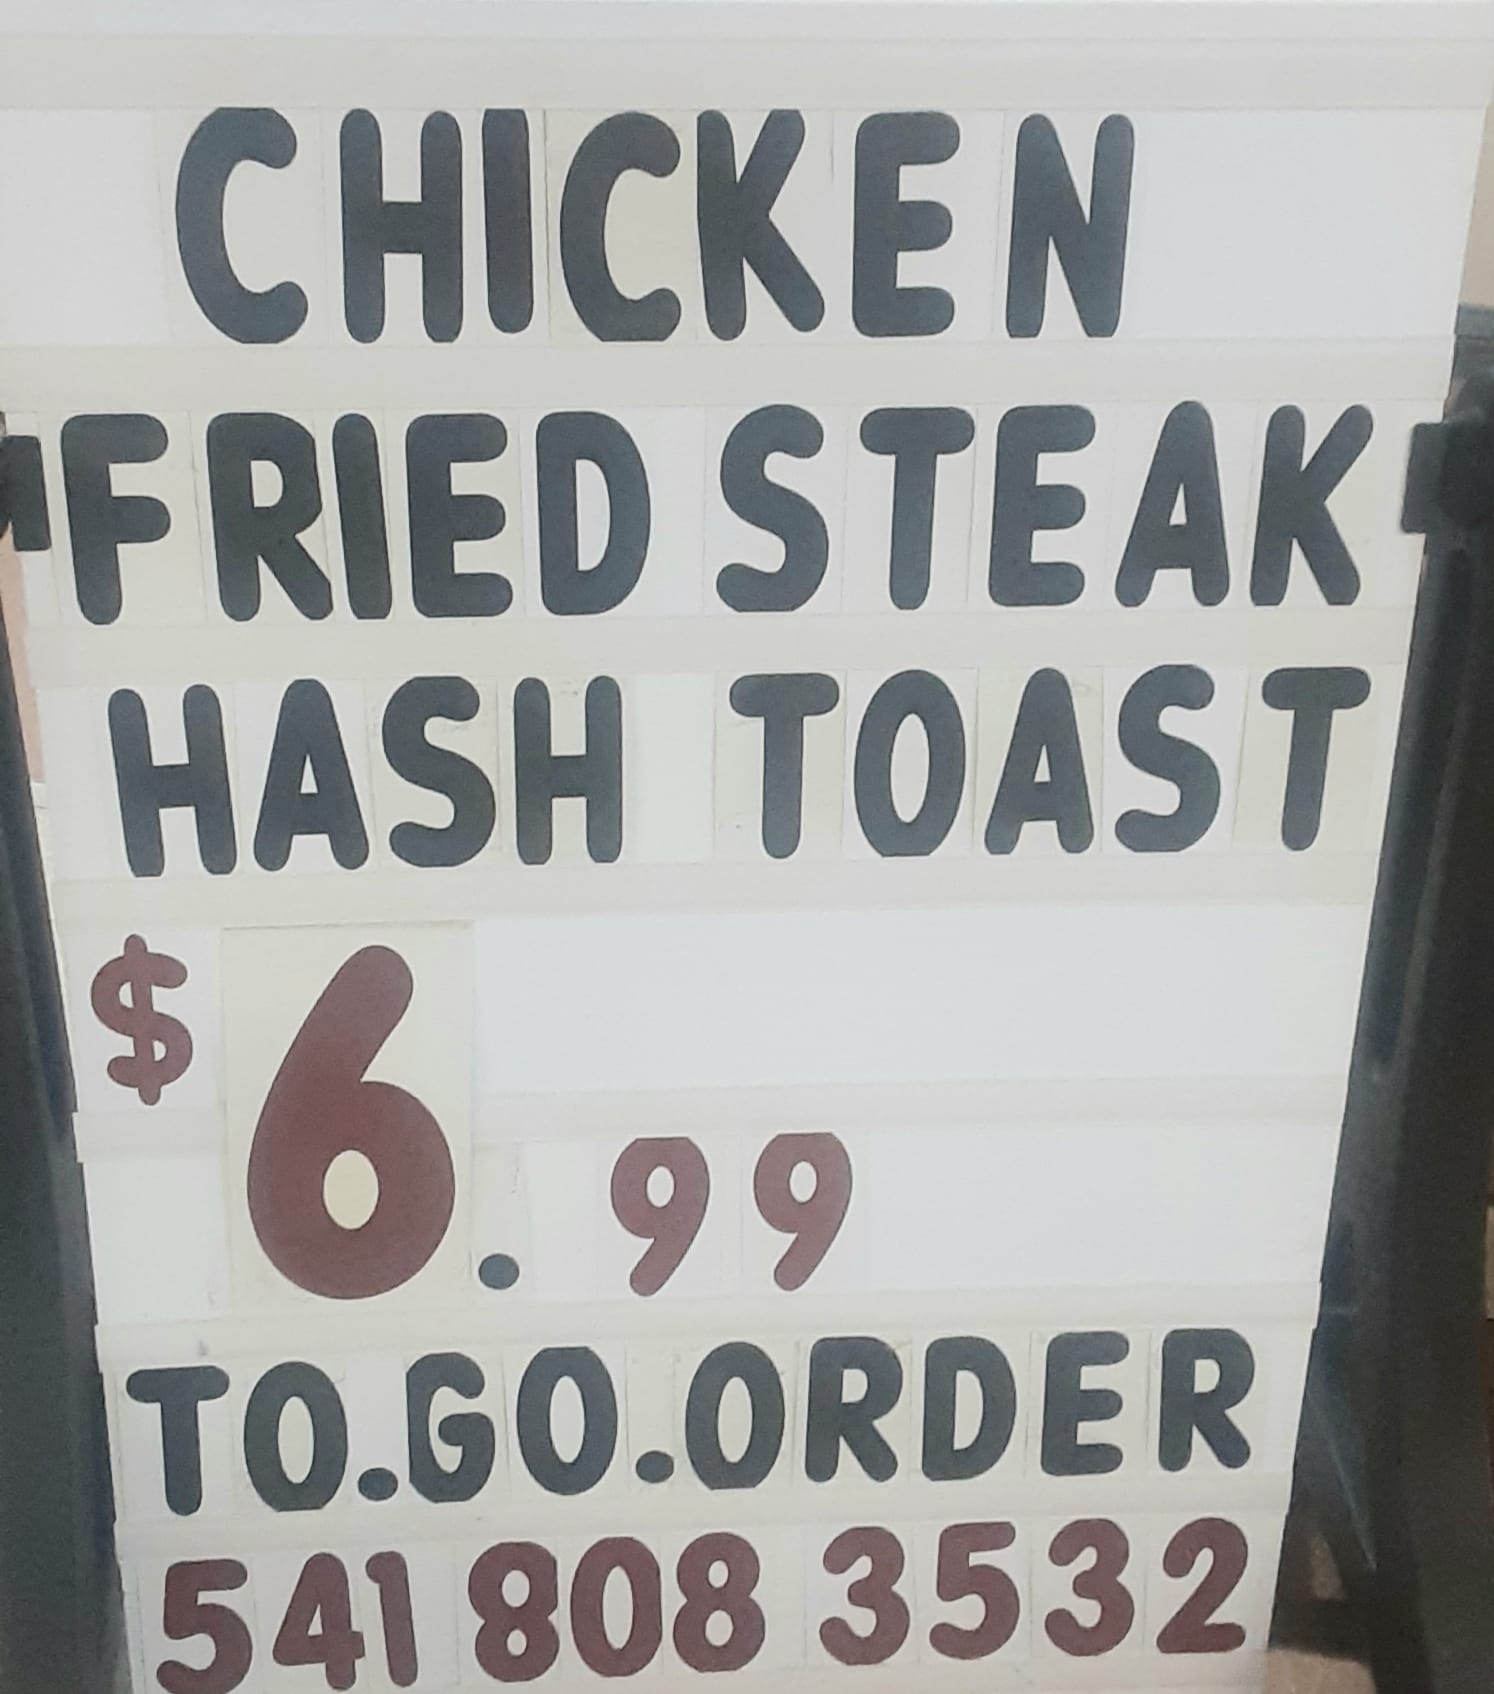 CHICKEN
FRIED STEAK
HASH TOAST
$6.99
TO.GO.ORDER
541 808 3532